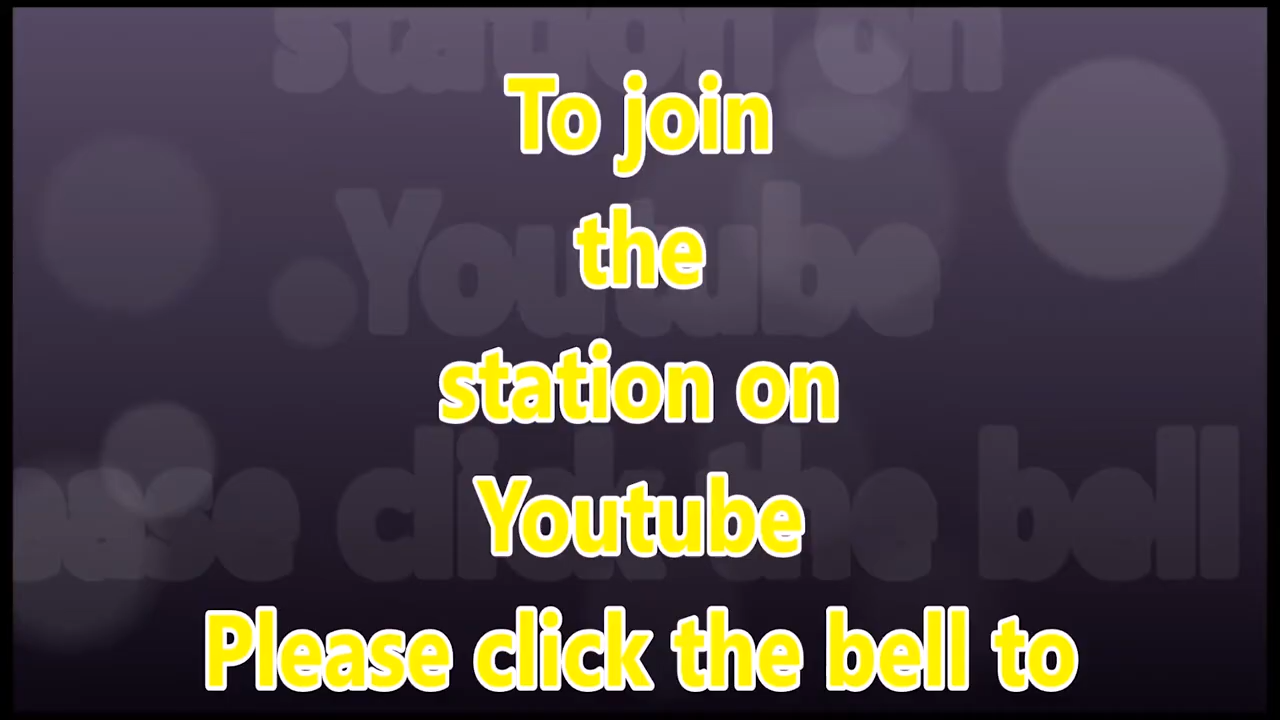 To join
the
station on
Youtube
Please click the bell to